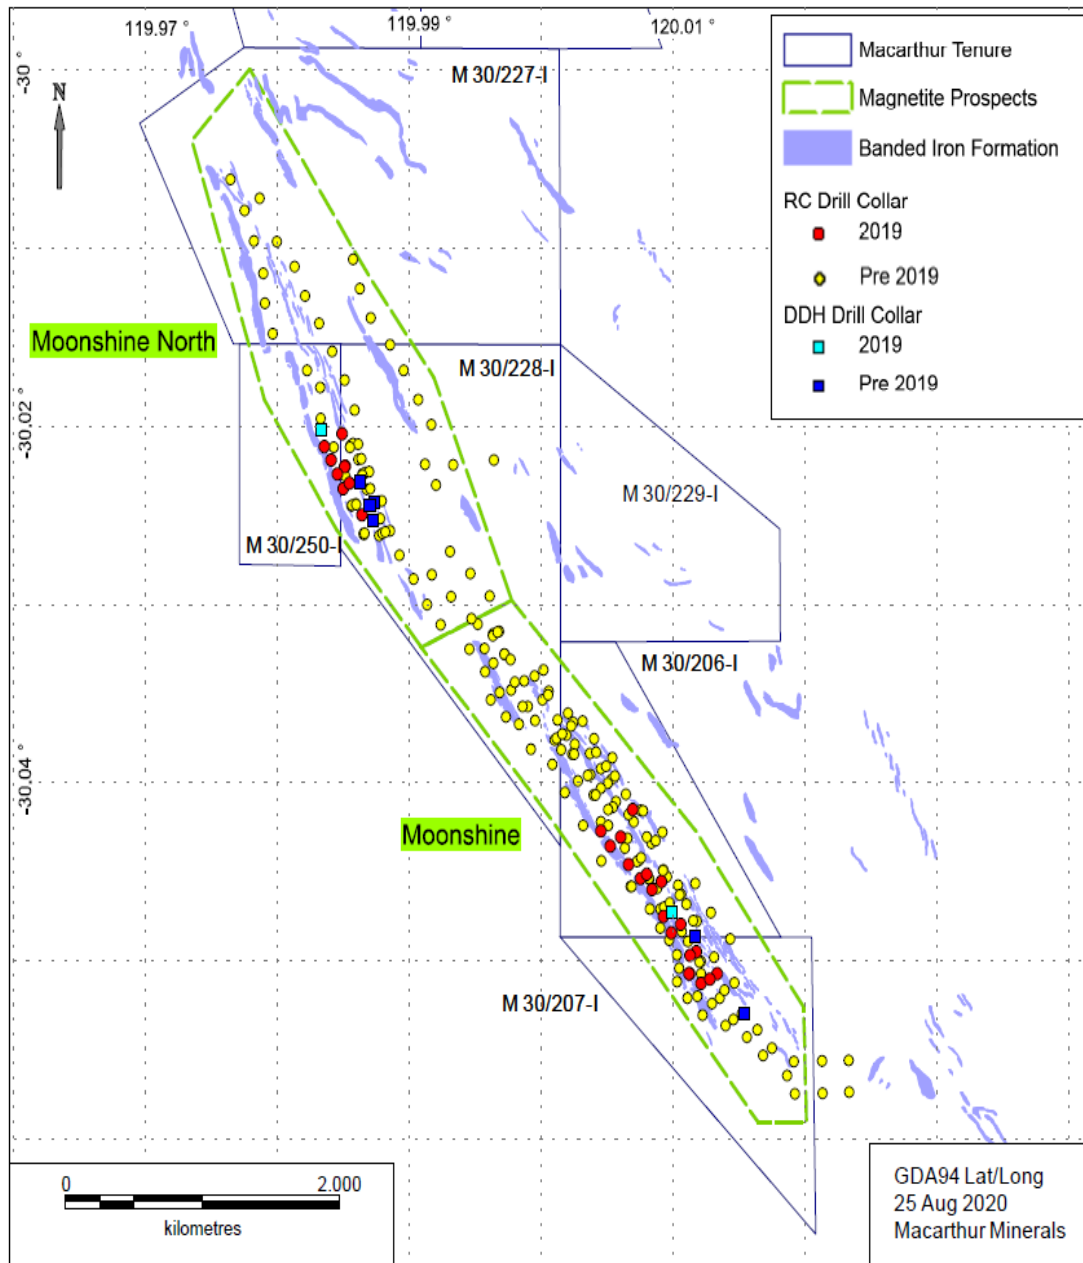 119.97 °
119.99 °
120.01 °
-30 °
-30.02 °
-30.04 °
N
M 30/227-I
Macarthur Tenure
Magnetite Prospects
Banded Iron Formation
RC Drill Collar
2019
Pre 2019
DDH Drill Collar
2019
Pre 2019
Moonshine North
M 30/228-I
M 30/229-I
M 30/250-I
M 30/206-I
Moonshine
M 30/207-I
0
2.000
kilometres
GDA94 Lat/Long
25 Aug 2020
Macarthur Minerals